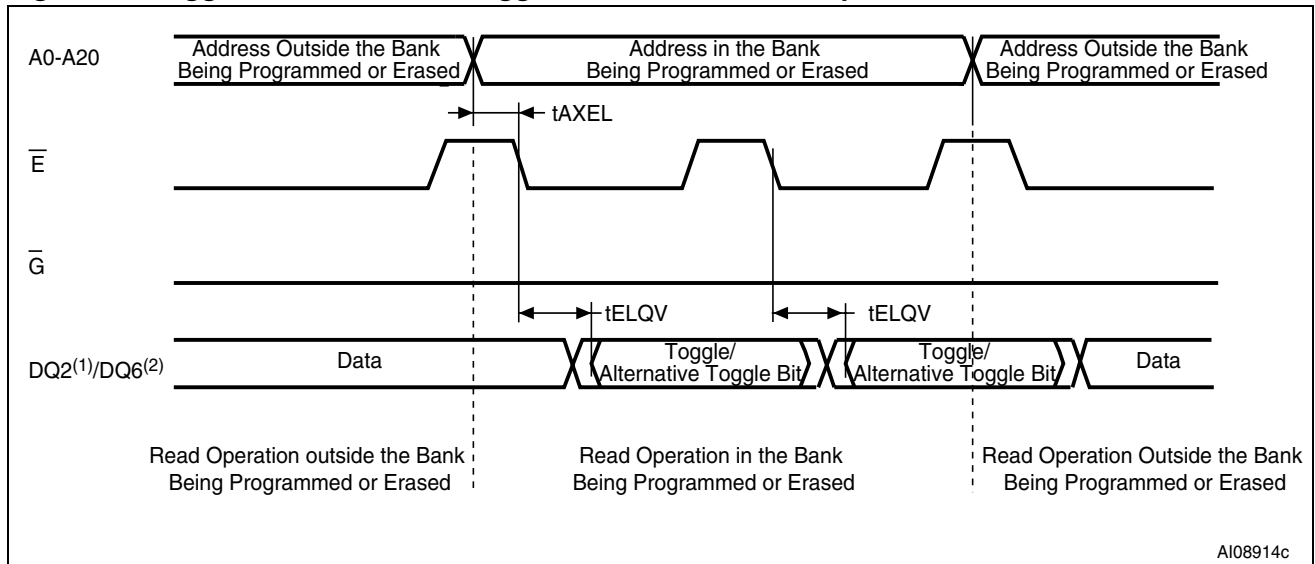 A0-A20
Address Outside the Bank
Being Programmed or Erased
Address in the Bank
Being Programmed or Erased
Address Outside the Bank
Being Programmed or Erased
tAXEL
E̅
G̅
tELQV
tELQV
DQ2(1)/DQ6(2)
Data
Toggle/
Alternative Toggle Bit
Toggle/
Alternative Toggle Bit
Data
Read Operation outside the Bank
Being Programmed or Erased
Read Operation in the Bank
Being Programmed or Erased
Read Operation Outside the Bank
Being Programmed or Erased
AI08914c